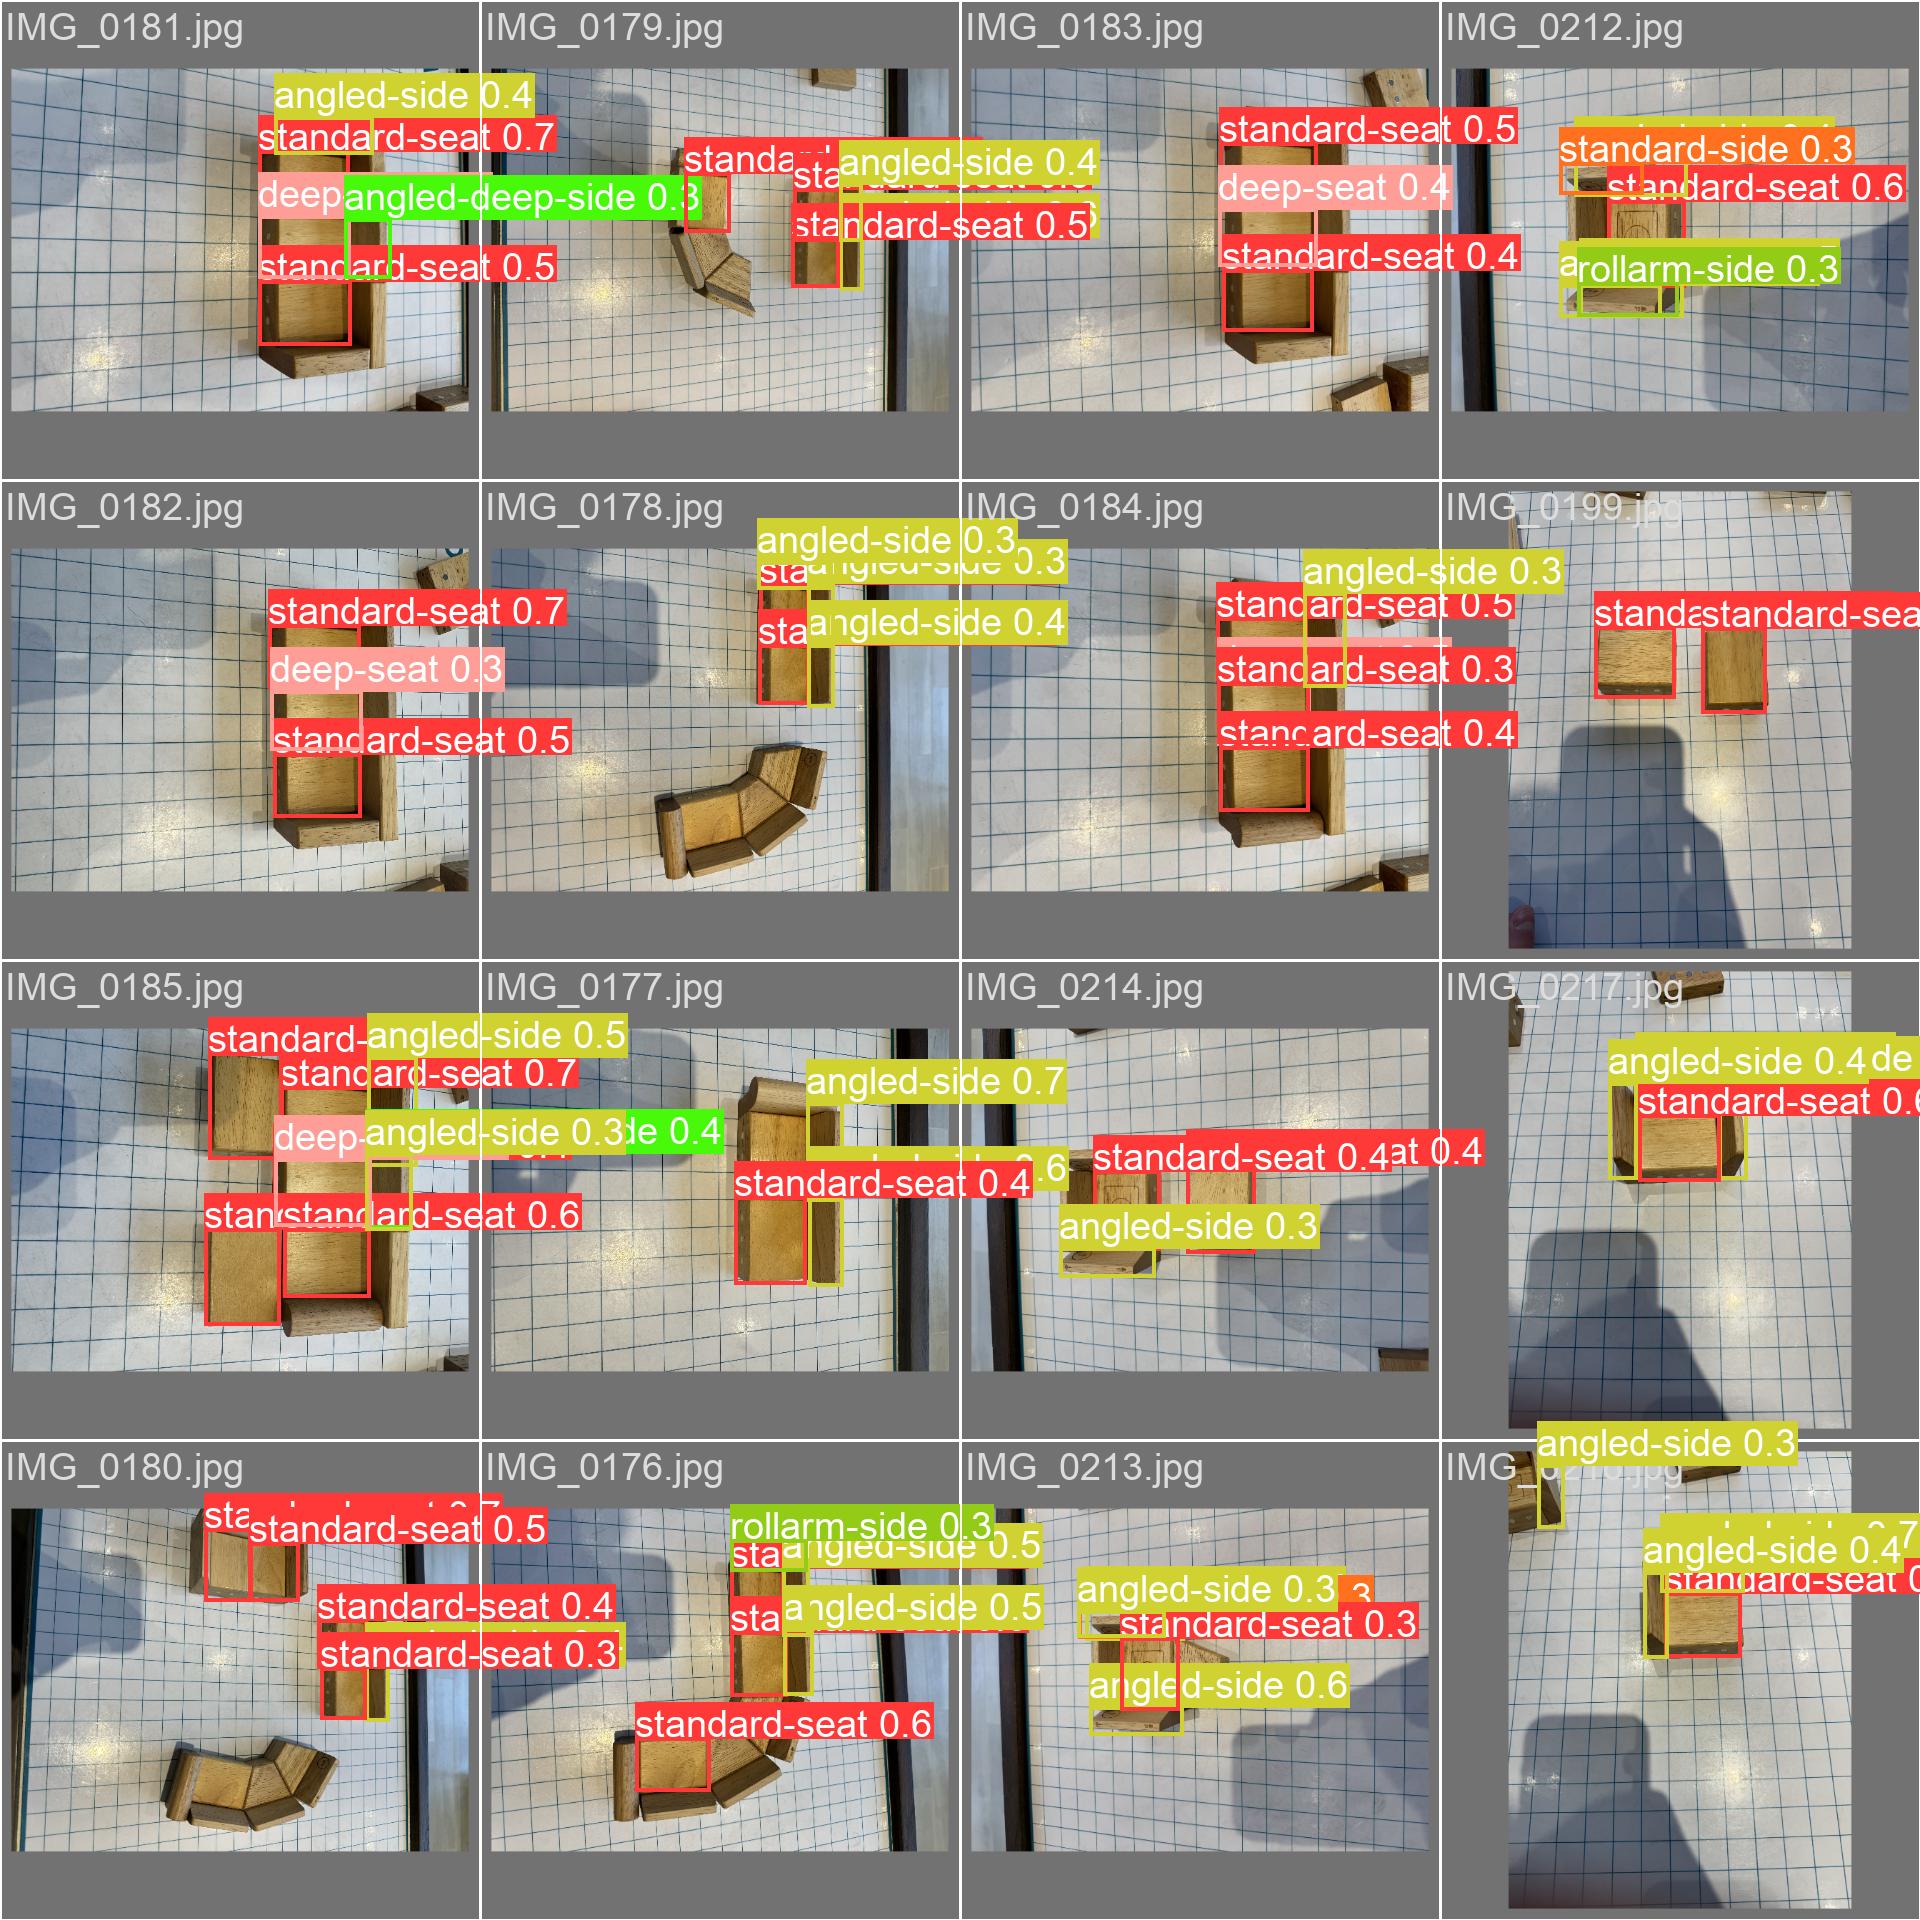 IMG_0181.jpg
angled-side 0.4
standard-seat 0.7
deep
angled-deep-side 0.3
standard-seat 0.5
IMG_0179.jpg
standa
sta
angled-side 0.4
standard-seat 0.5
IMG_0183.jpg
standard-seat 0.5
deep-seat 0.4
standard-seat 0.4
IMG_0212.jpg
standard-side 0.3
standard-seat 0.6
a
rollarm-side 0.3
IMG_0182.jpg
standard-seat 0.7
deep-seat 0.3
standard-seat 0.5
IMG_0178.jpg
angled-side 0.3
sta
angled-side 0.3
sta
angled-side 0.4
IMG_0184.jpg
angled-side 0.3
standard-seat 0.5
standard-seat 0.3
standard-seat 0.4
IMG_0199.jpg
standa
standard-sea
IMG_0185.jpg
standard-
angled-side 0.5
standard-seat 0.7
deep-
angled-side 0.3
de 0.4
stan
standard-seat 0.6
IMG_0177.jpg
angled-side 0.7
.6
standard-seat 0.4
IMG_0214.jpg
standard-seat 0.4
at 0.4
angled-side 0.3
IMG_0217.jpg
angled-side 0.4
de
standard-seat 0.6
IMG_0180.jpg
sta
standard-seat 0.5
standard-seat 0.4
standard-seat 0.3
IMG_0176.jpg
rollarm-side 0.3
sta
angled-side 0.5
sta
angled-side 0.5
standard-seat 0.6
IMG_0213.jpg
angled-side 0.3
3
standard-seat 0.3
angled-side 0.6
angled-side 0.3
angled-side 0.4
standard-seat 0